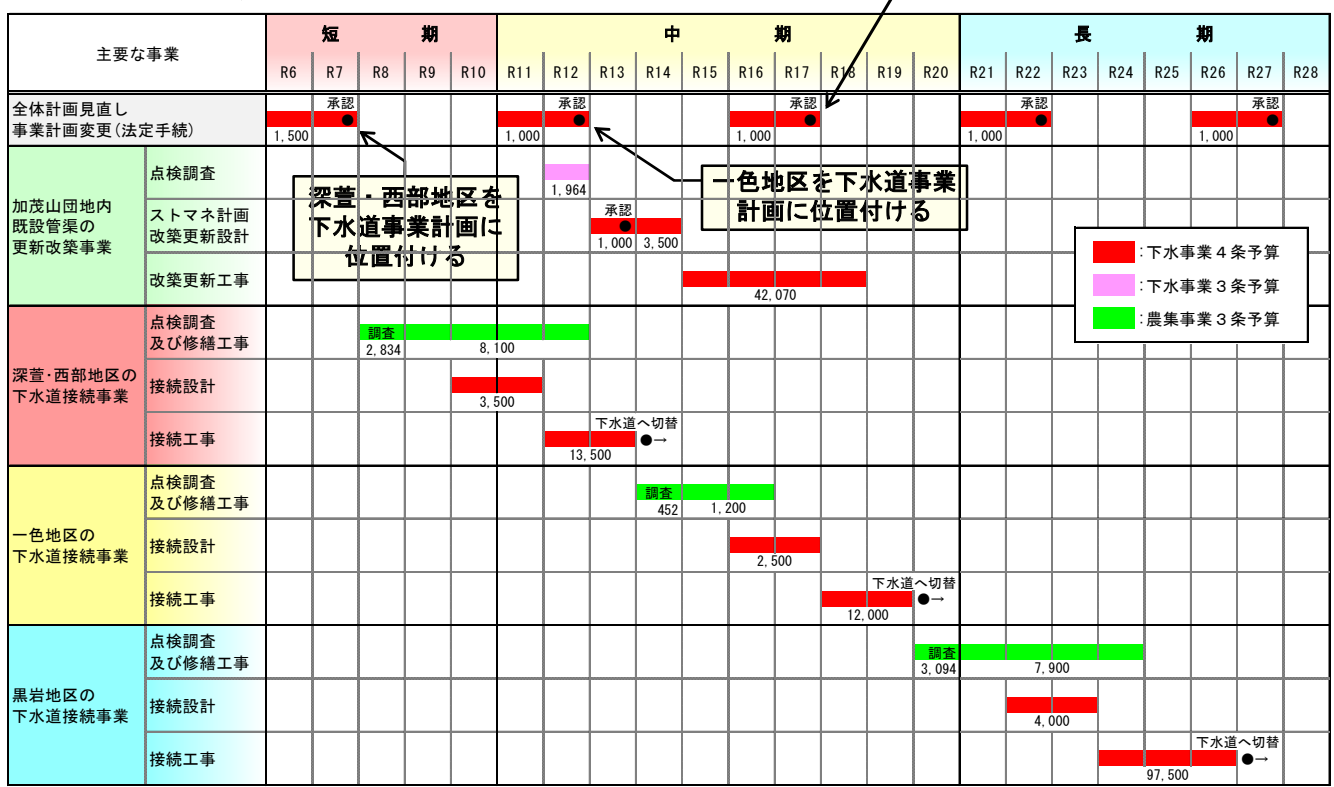 主要な事業
短 期
中 期
長 期
R6 R7 R8 R9 R10 R11 R12 R13 R14 R15 R16 R17 R18 R19 R20 R21 R22 R23 R24 R25 R26 R27 R28
全体計画見直し
事業計画変更(法定手続)
承認 承認 承認 承認 承認
1,500 1,000 1,000 1,000 1,000
深萱・西部地区を
下水道事業計画に
位置付ける
一色地区を下水道事業
計画に位置付ける
:下水事業４条予算
:下水事業３条予算
:農集事業３条予算
加茂山団地内
既設管渠の
更新改築事業
点検調査
1,964
ストマネ計画
改築更新設計
承認
1,000 3,500
改築更新工事
42,070
深萱･西部地区の
下水道接続事業
点検調査
及び修繕工事
調査
2,834 8,100
接続設計
3,500
接続工事
下水道へ切替
●→
13,500
一色地区の
下水道接続事業
点検調査
及び修繕工事
調査
452 1,200
接続設計
2,500
接続工事
下水道へ切替
●→
12,000
黒岩地区の
下水道接続事業
点検調査
及び修繕工事
調査
3,094 7,900
接続設計
4,000
接続工事
下水道へ切替
●→
97,500